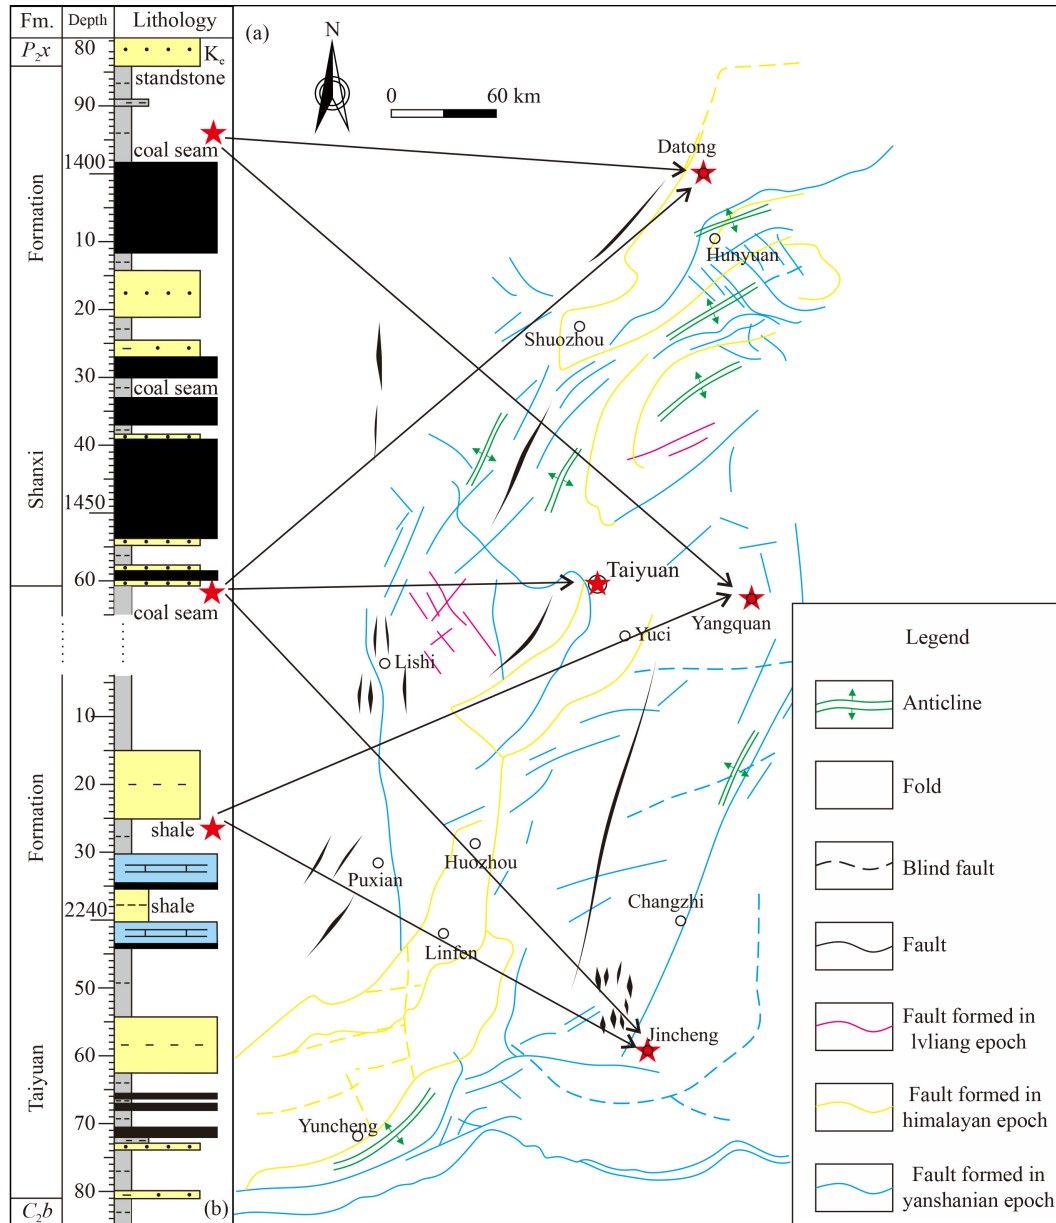 Fm.
Depth
Lithology
P₂x
80
Kc
standstone
90
coal seam
1400
Formation
10
20
coal seam
30
40
Shanxi
1450
60
coal seam
10
20
Formation
shale
30
shale
2240
50
60
Taiyuan
70
80
C₂b
(b)
(a)
N
0
60 km
Datong
Hunyuan
Shuozhou
Taiyuan
Yangquan
Yuci
Lishi
Huozhou
Puxian
Changzhi
Linfen
Jincheng
Yuncheng
Legend
Anticline
Fold
Blind fault
Fault
Fault formed in
lvliang epoch
Fault formed in
himalayan epoch
Fault formed in
yanshanian epoch